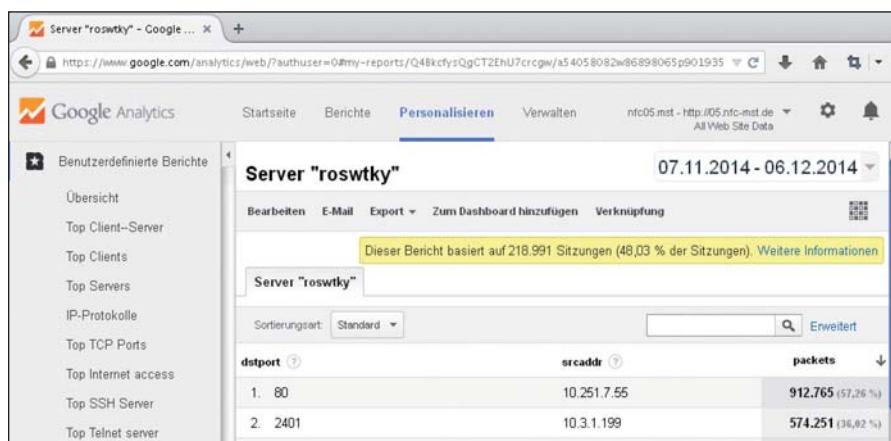 Server "roswtky" - Google ... × +
https://www.google.com/analytics/web/?authuser=0#my-reports/Q4BkcfysQgCT2EhU7crcgw/a54058082w86898065p901935
Google Analytics
Startseite Berichte Personalisieren Verwalten
nfc05.mst - http://05.nfc-mst.de
All Web Site Data
Benutzerdefinierte Berichte
Übersicht
Top Client--Server
Top Clients
Top Servers
IP-Protokolle
Top TCP Ports
Top Internet access
Top SSH Server
Top Telnet server
Server "roswtky"
07.11.2014 - 06.12.2014
Bearbeiten E-Mail Export Zum Dashboard hinzufügen Verknüpfung
Dieser Bericht basiert auf 218.991 Sitzungen (48,03 % der Sitzungen). Weitere Informationen
Server "roswtky"
Sortierungsart: Standard
Erweitert
dstport ? srcaddr ? packets ↓
1. 80 10.251.7.55 912.765 (57,26 %)
2. 2401 10.3.1.199 574.251 (36,02 %)